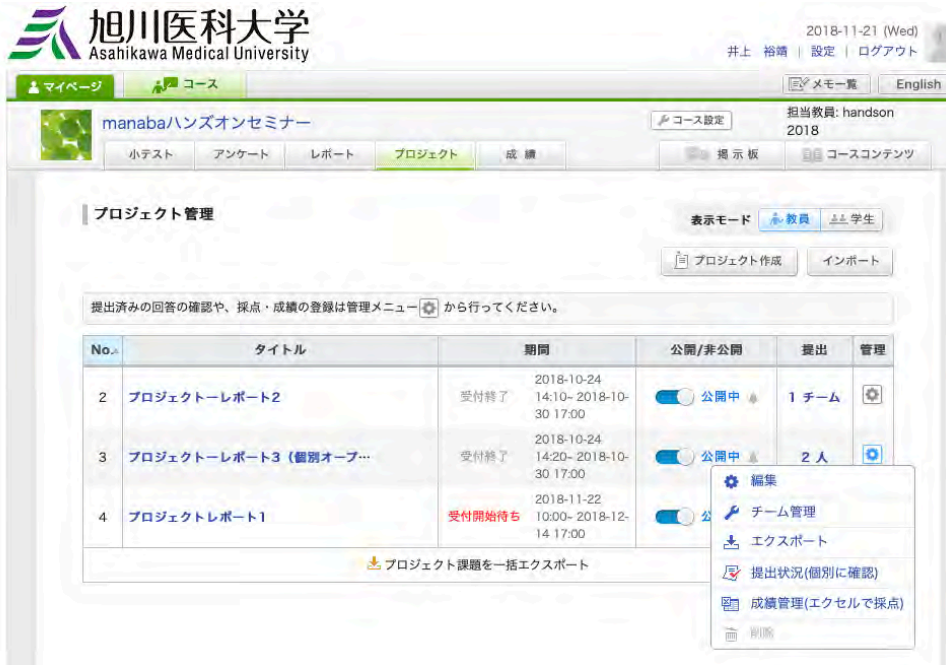 旭川医科大学
Asahikawa Medical University
2018-11-21 (Wed)
井上 裕靖 | 設定 | ログアウト
マイページ コース メモ一覧 English
manabaハンズオンセミナー コース設定 担当教員: handson
2018
小テスト アンケート レポート プロジェクト 成績 掲示板 コースコンテンツ
プロジェクト管理
表示モード 教員 学生
プロジェクト作成 インポート
提出済みの回答の確認や、採点・成績の登録は管理メニュー から行ってください。
No. タイトル 期間 公開/非公開 提出 管理
2 プロジェクトーレポート2 受付終了 2018-10-24
14:10~ 2018-10-
30 17:00 公開中 1 チーム
3 プロジェクトーレポート3（個別オープ… 受付終了 2018-10-24
14:20~ 2018-10-
30 17:00 公開中 2 人
4 プロジェクトレポート1 受付開始待ち 2018-11-22
10:00~ 2018-12-
14 17:00 公
編集
チーム管理
エクスポート
提出状況(個別に確認)
成績管理(エクセルで採点)
削除
プロジェクト課題を一括エクスポート